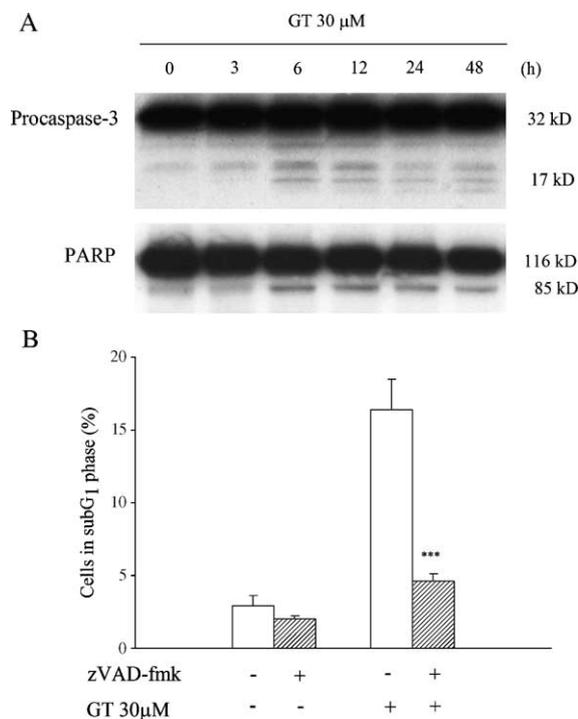 A
GT 30 μM
0 3 6 12 24 48 (h)
Procaspase-3 32 kD
17 kD
PARP 116 kD
85 kD
B
20
15
10
5
0
Cells in subG1 phase (%)
***
zVAD-fmk - + - +
GT 30μM - - + +